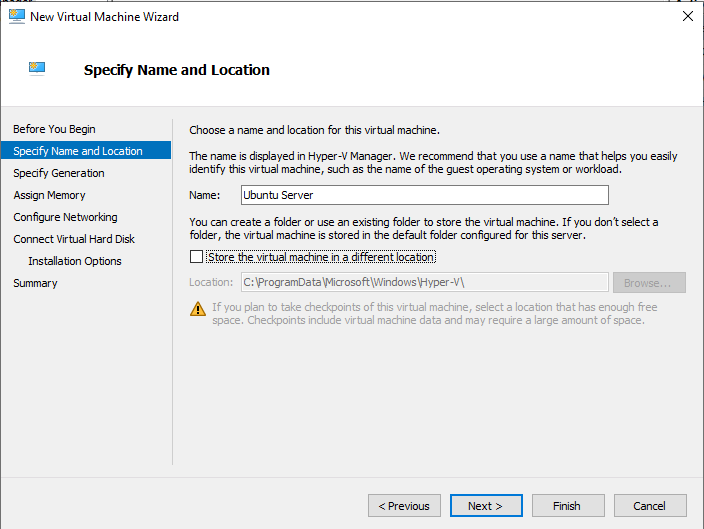 New Virtual Machine Wizard
Specify Name and Location
Before You Begin
Specify Name and Location
Specify Generation
Assign Memory
Configure Networking
Connect Virtual Hard Disk
Installation Options
Summary
Choose a name and location for this virtual machine.
The name is displayed in Hyper-V Manager. We recommend that you use a name that helps you easily
identify this virtual machine, such as the name of the guest operating system or workload.
Name: Ubuntu Server
You can create a folder or use an existing folder to store the virtual machine. If you don't select a
folder, the virtual machine is stored in the default folder configured for this server.
Store the virtual machine in a different location
Location: C:\ProgramData\Microsoft\Windows\Hyper-V\ Browse...
If you plan to take checkpoints of this virtual machine, select a location that has enough free
space. Checkpoints include virtual machine data and may require a large amount of space.
< Previous Next > Finish Cancel